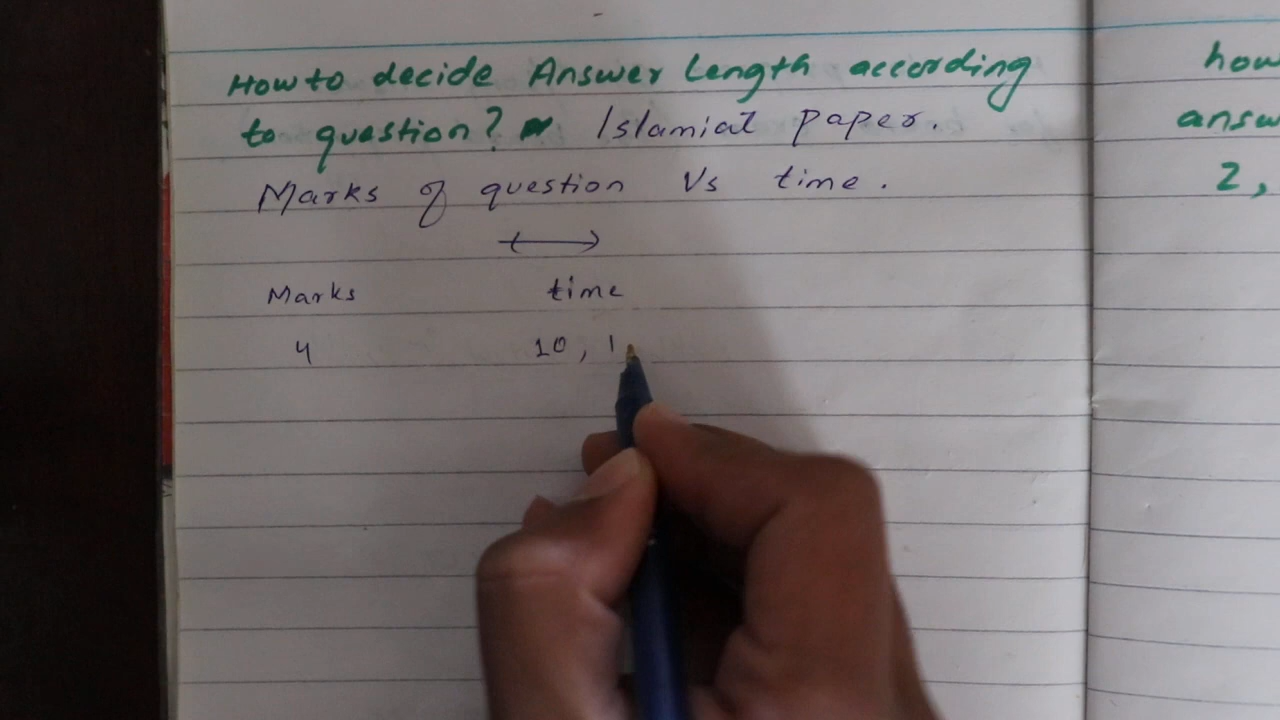 How to decide Answer Length according
to question? Islamiat paper.
Marks of question Vs time.
Marks time
4 10, 1
how
answ
2,